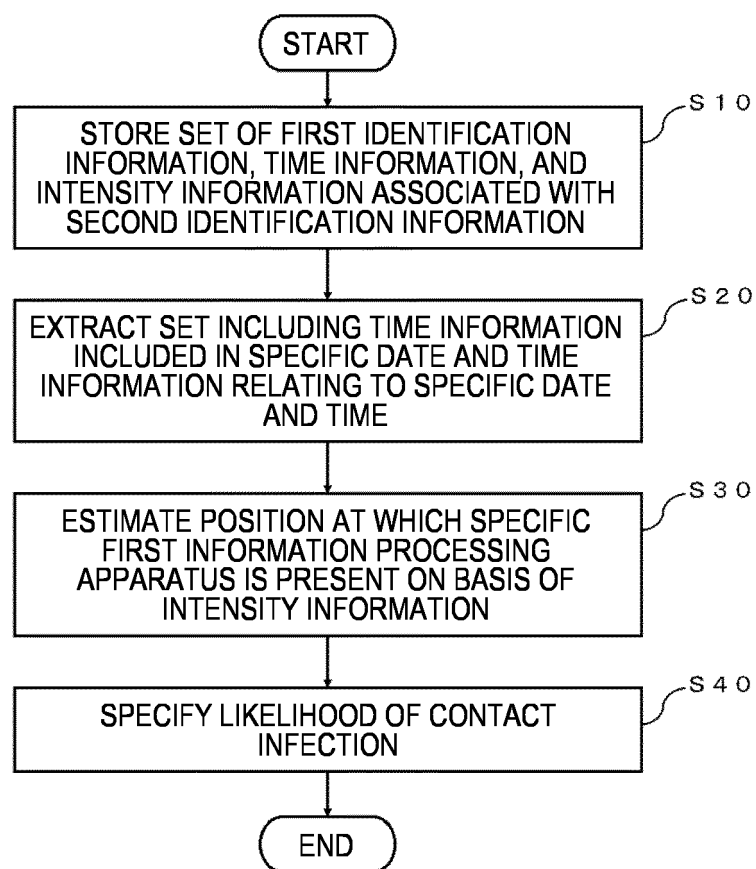 START
S10
STORE SET OF FIRST IDENTIFICATION
INFORMATION, TIME INFORMATION, AND
INTENSITY INFORMATION ASSOCIATED WITH
SECOND IDENTIFICATION INFORMATION
S20
EXTRACT SET INCLUDING TIME INFORMATION
INCLUDED IN SPECIFIC DATE AND TIME
INFORMATION RELATING TO SPECIFIC DATE
AND TIME
S30
ESTIMATE POSITION AT WHICH SPECIFIC
FIRST INFORMATION PROCESSING
APPARATUS IS PRESENT ON BASIS OF
INTENSITY INFORMATION
S40
SPECIFY LIKELIHOOD OF CONTACT
INFECTION
END